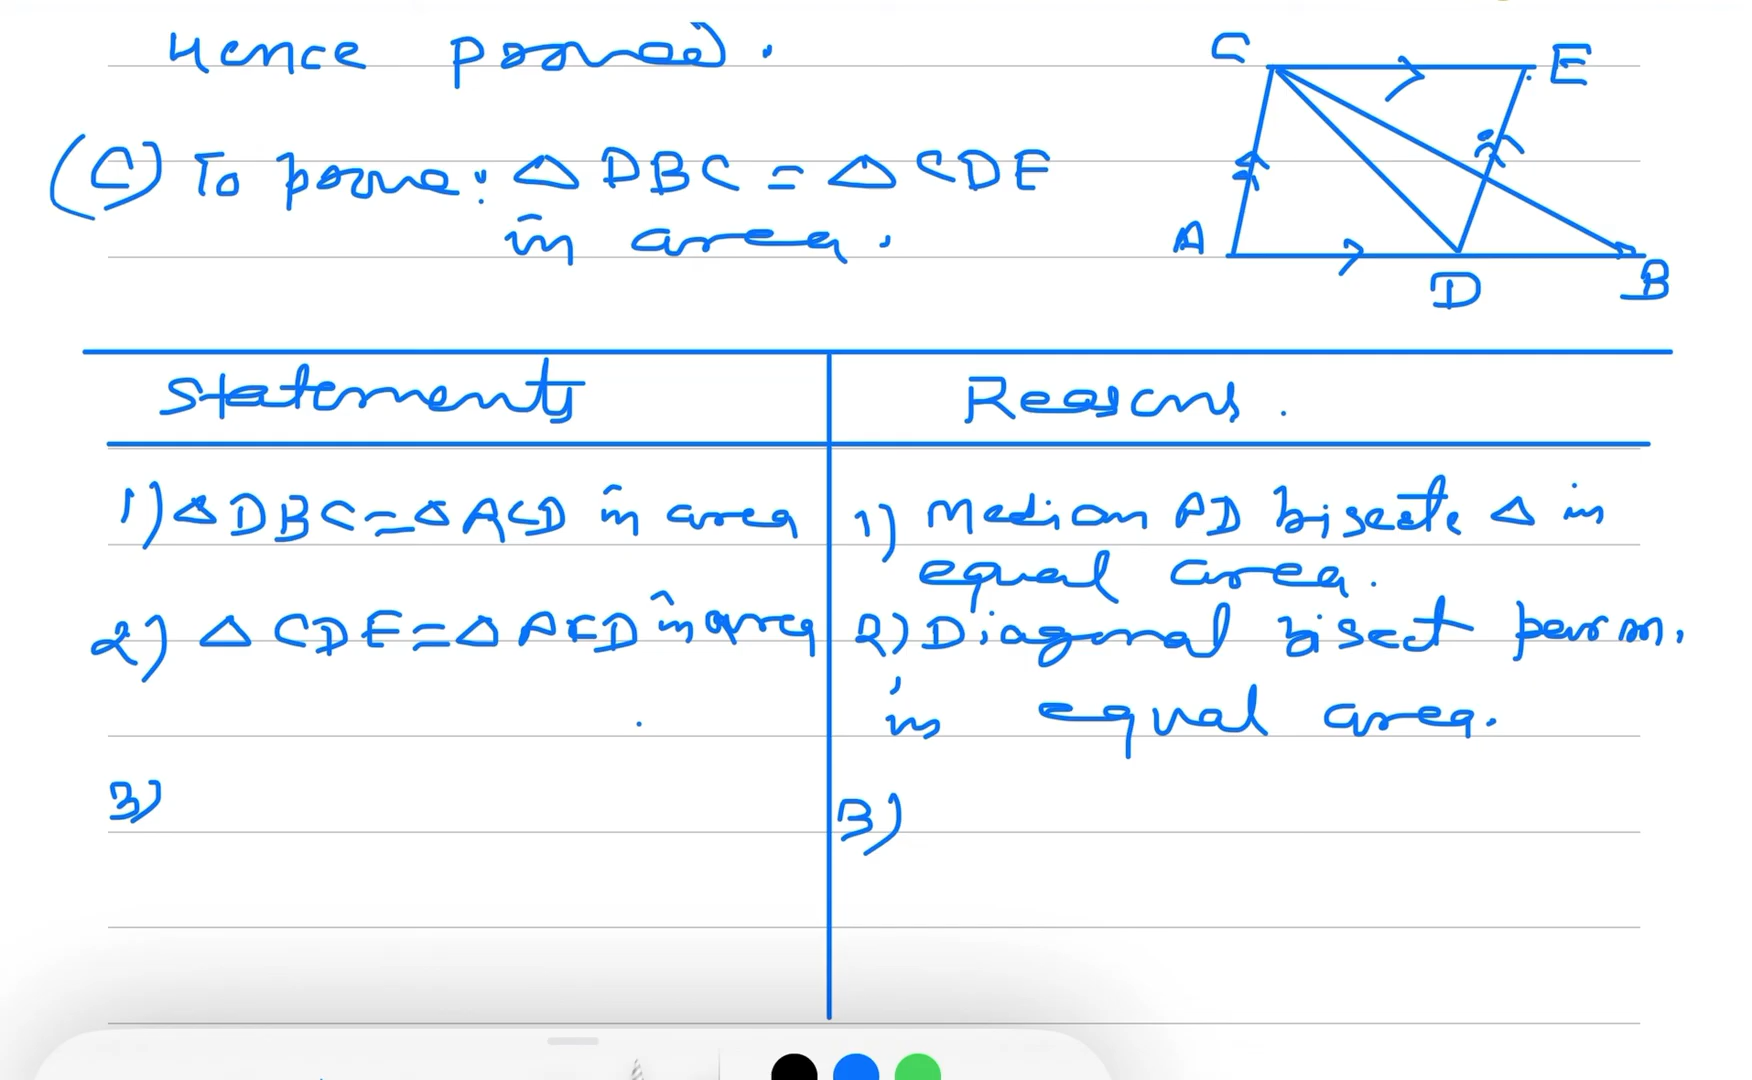 Hence proved.
(C) To prove: △DBC = △CDE
in area.
C
E
A
D
B
Statements
Reasons.
1) △DBC = △ACD in area
1) Median AD bisects △ in
equal area.
2) △CDE = △ACD in area
2) Diagonal bisect parm.
in equal area.
3)
3)